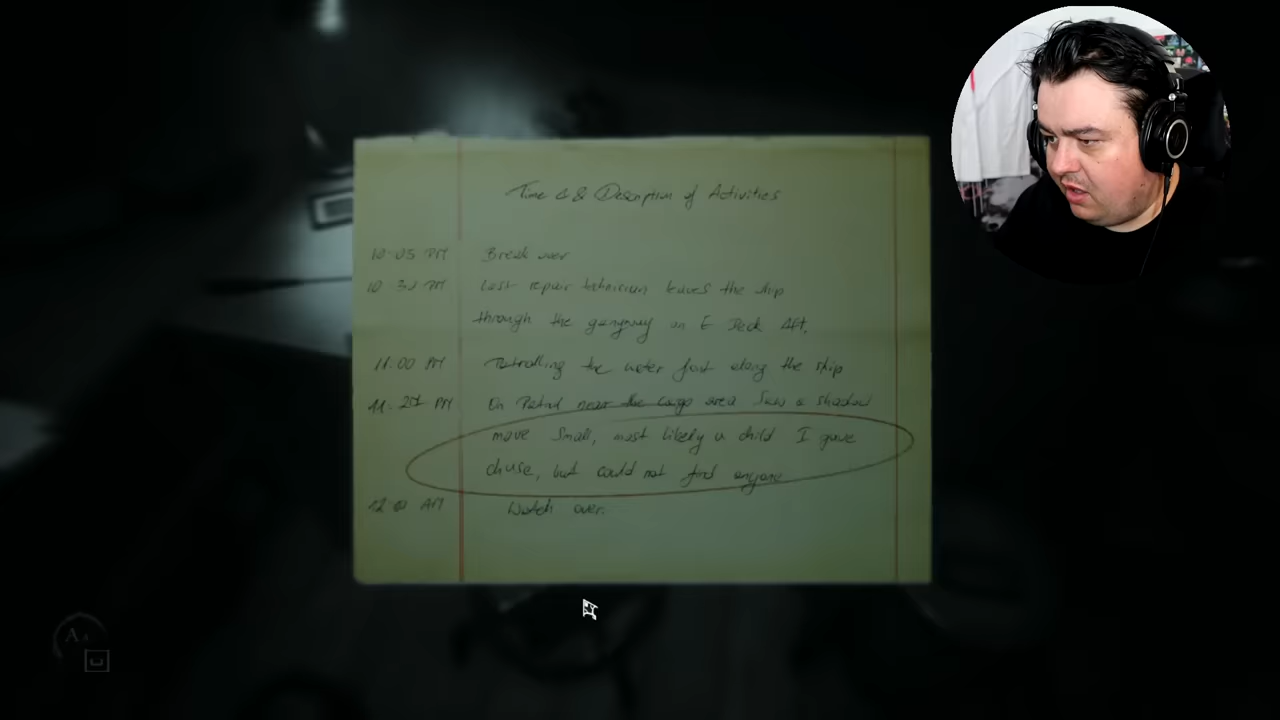 Time & Description of Activities
10:05 PM Break over
10:30 PM Last repair technician leaves the ship
through the gangway on E Deck Aft.
11:00 PM Patrolling the water front along the ship
PM On Patrol near the cargo area Saw a shadow
move Small, most likely a child I gave
chase, but could not find anyone
12:00 AM Watch over.